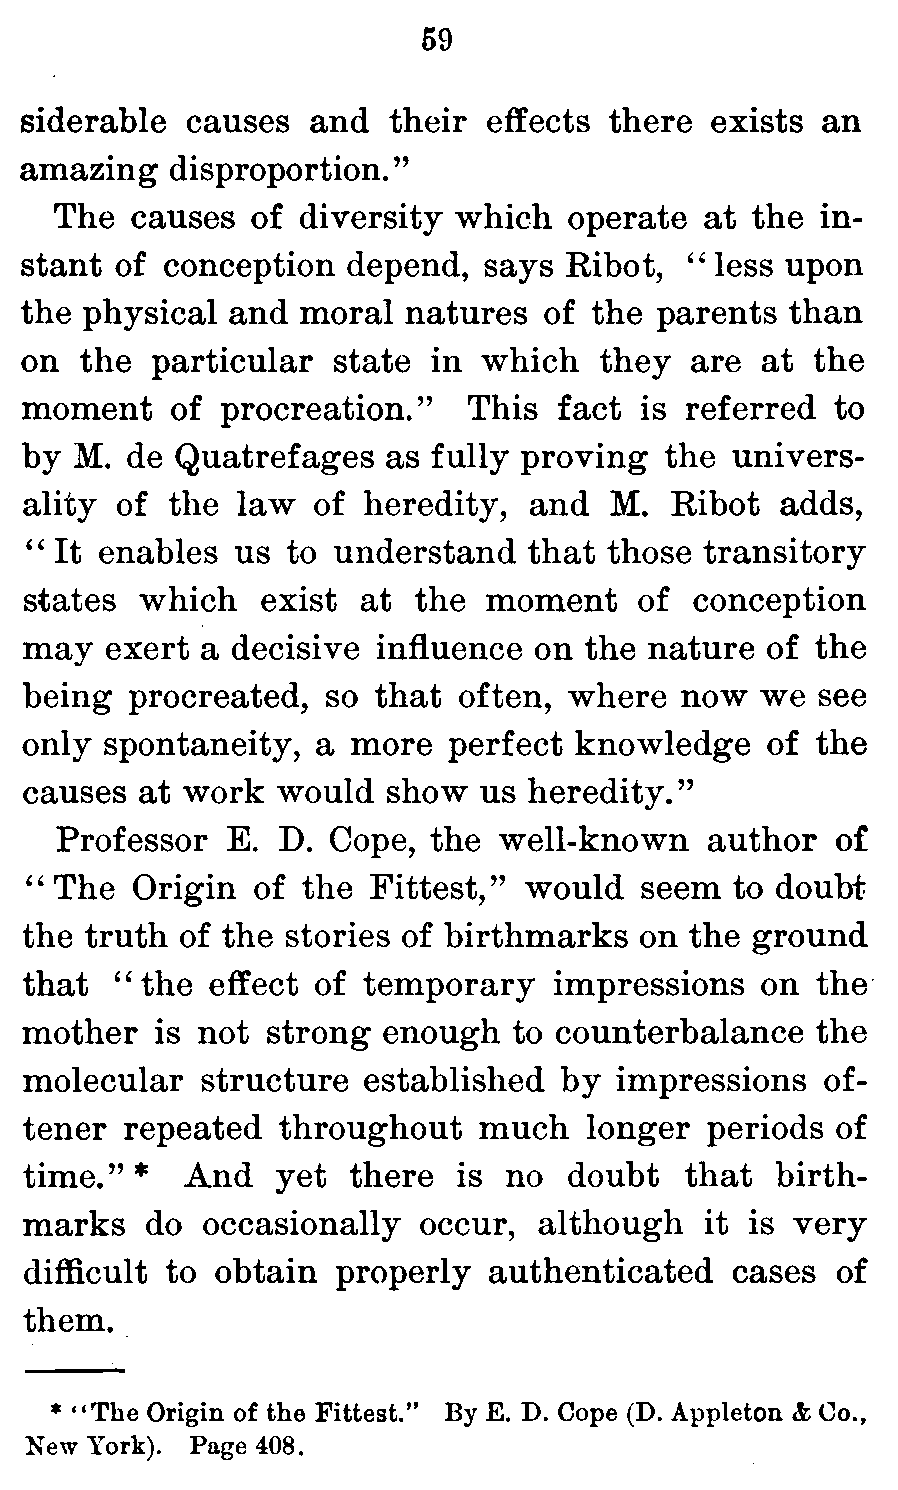 59
siderable causes and their effects there exists an
amazing disproportion."
The causes of diversity which operate at the in-
stant of conception depend, says Ribot, "less upon
the physical and moral natures of the parents than
on the particular state in which they are at the
moment of procreation." This fact is referred to
by M. de Quatrefages as fully proving the univers-
ality of the law of heredity, and M. Ribot adds,
"It enables us to understand that those transitory
states which exist at the moment of conception
may exert a decisive influence on the nature of the
being procreated, so that often, where now we see
only spontaneity, a more perfect knowledge of the
causes at work would show us heredity."
Professor E. D. Cope, the well-known author of
"The Origin of the Fittest," would seem to doubt
the truth of the stories of birthmarks on the ground
that "the effect of temporary impressions on the
mother is not strong enough to counterbalance the
molecular structure established by impressions of-
tener repeated throughout much longer periods of
time."* And yet there is no doubt that birth-
marks do occasionally occur, although it is very
difficult to obtain properly authenticated cases of
them.
* "The Origin of the Fittest." By E. D. Cope (D. Appleton & Co.,
New York). Page 408.